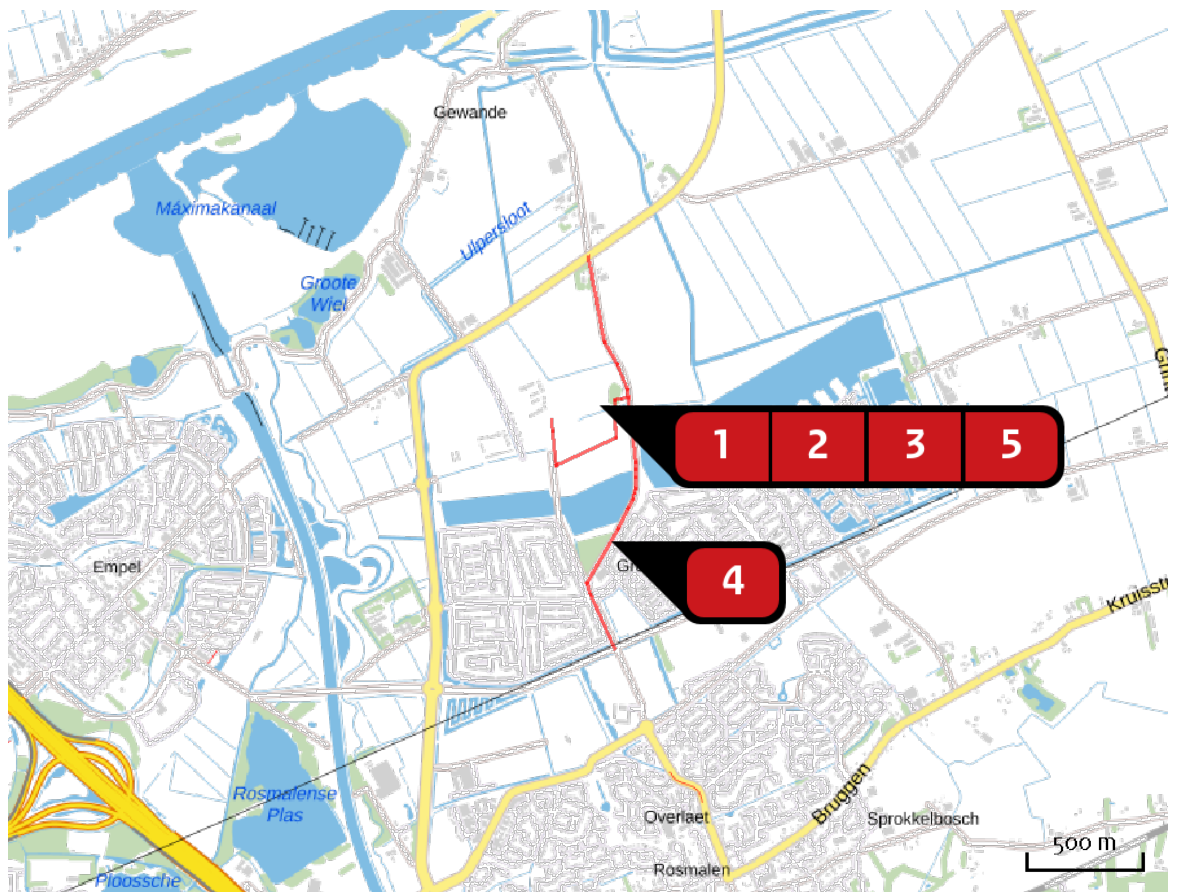 Gewande
Máximakanaal
Ulpersloot
Groote
Wiel
1 2 3 5
Empel
4
Rosmalense
Plas
Overlaet
Bruggen
Sprokkelbosch
500 m
Rosmalen
Ploossche